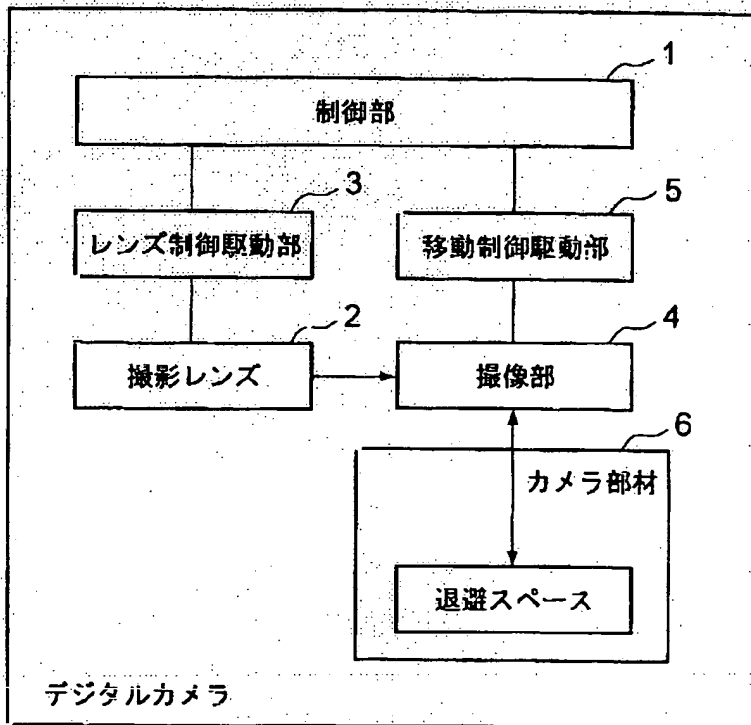 1
制御部
3
5
レンズ制御駆動部
移動制御駆動部
2
4
撮影レンズ
撮像部
6
カメラ部材
退避スペース
デジタルカメラ